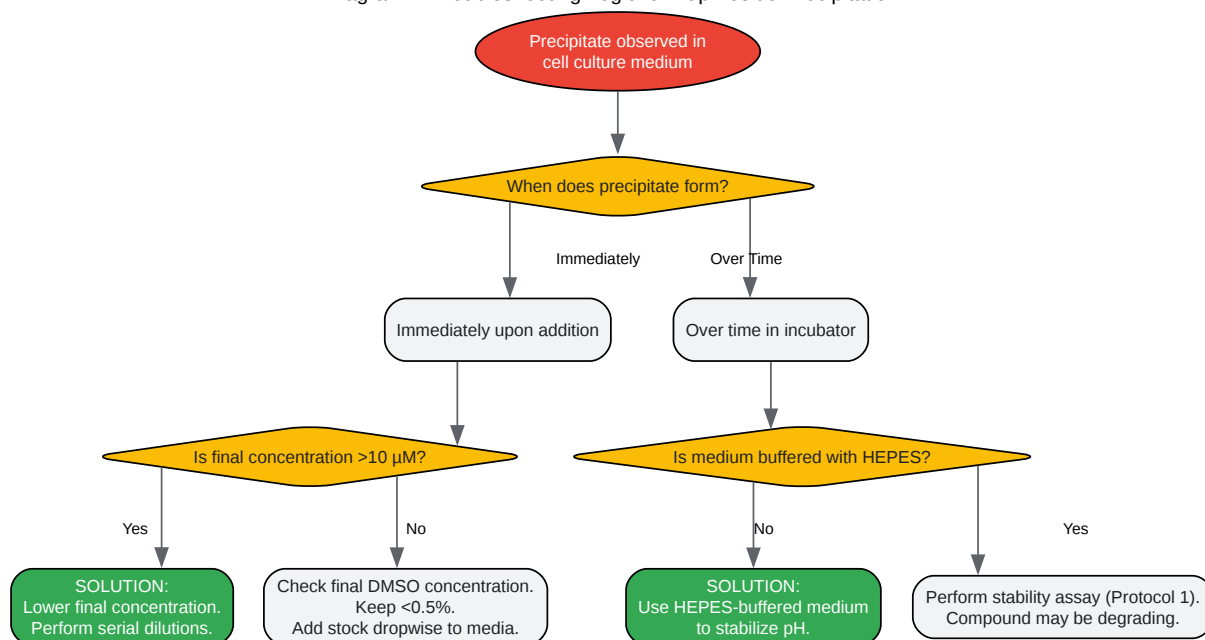 Precipitate observed in
cell culture medium
When does precipitate form?
Immediately
Over Time
Immediately upon addition
Over time in incubator
Is final concentration >10 µM?
Is medium buffered with HEPES?
Yes
No
No
Yes
SOLUTION:
Lower final concentration.
Perform serial dilutions.
Check final DMSO concentration.
Keep <0.5%.
Add stock dropwise to media.
SOLUTION:
Use HEPES-buffered medium
to stabilize pH.
Perform stability assay (Protocol 1).
Compound may be degrading.